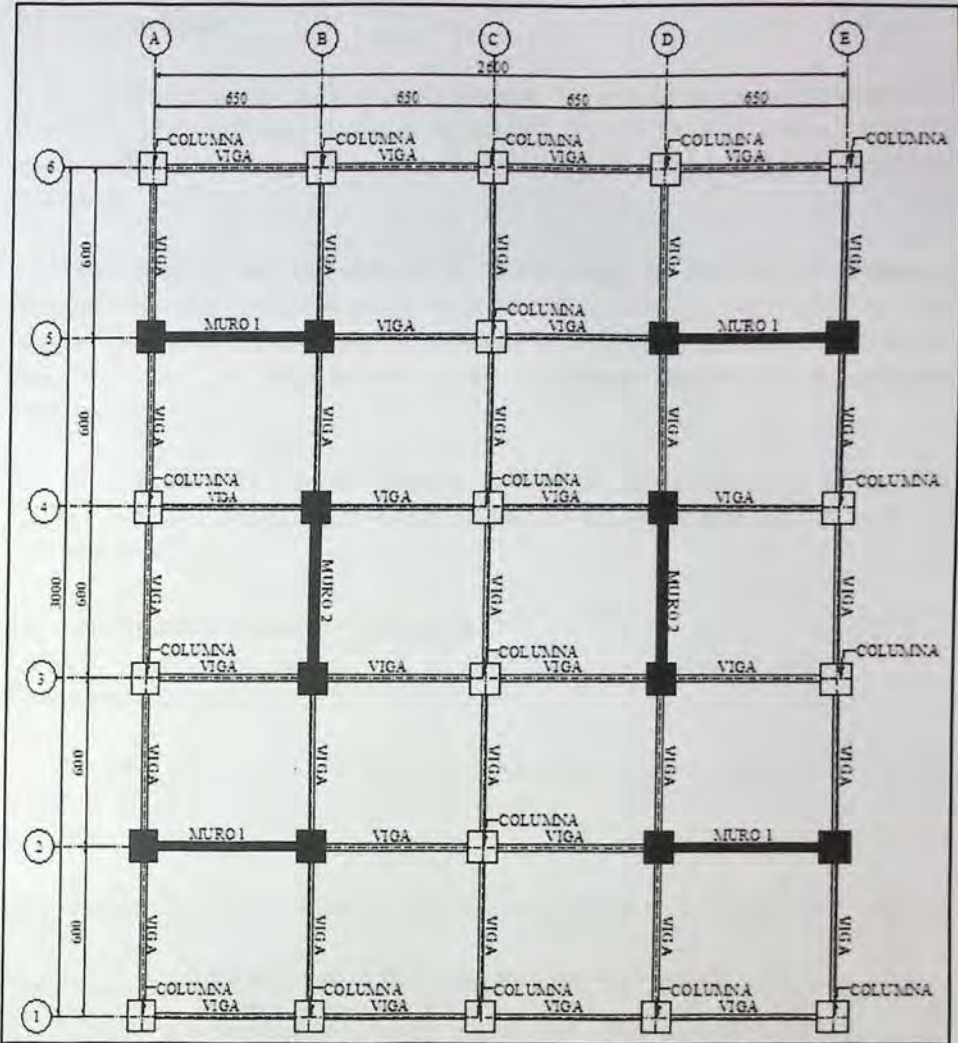 A B C D E
2600
650 650 650 650
COLUMNA COLUMNA COLUMNA COLUMNA COLUMNA
6 VIGA VIGA VIGA VIGA
600 VIGA VIGA VIGA VIGA VIGA
COLUMNA
5 MURO 1 VIGA VIGA MURO 1
600 VIGA VIGA VIGA VIGA VIGA
COLUMNA COLUMNA COLUMNA
4 VIGA VIGA VIGA VIGA
3000 600 VIGA MURO 2 VIGA MURO 2 VIGA
COLUMNA COLUMNA COLUMNA
3 VIGA VIGA VIGA VIGA
600 VIGA VIGA VIGA VIGA VIGA
COLUMNA
2 MURO 1 VIGA VIGA MURO 1
600 VIGA VIGA VIGA VIGA VIGA
COLUMNA COLUMNA COLUMNA COLUMNA COLUMNA
1 VIGA VIGA VIGA VIGA